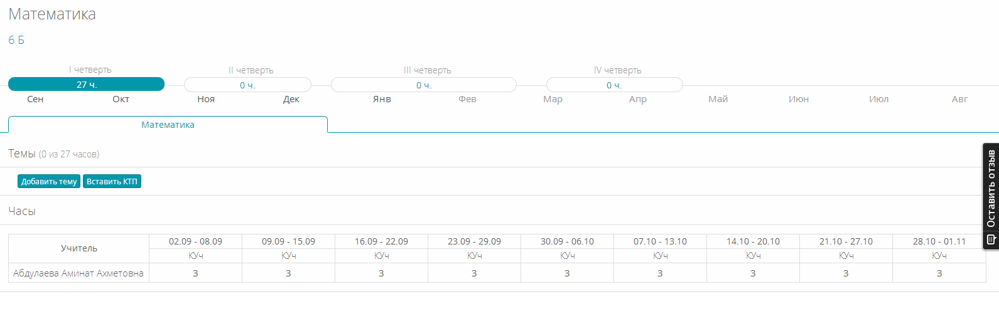 Математика
6 Б
I четверть II четверть III четверть IV четверть
27 ч. 0 ч. 0 ч. 0 ч.
Сен Окт Ноя Дек Янв Фев Мар Апр Май Июн Июл Авг
Математика
Темы (0 из 27 часов)
Добавить тему Вставить КТП
Оставить отзыв
Часы
Учитель 02.09 - 08.09 09.09 - 15.09 16.09 - 22.09 23.09 - 29.09 30.09 - 06.10 07.10 - 13.10 14.10 - 20.10 21.10 - 27.10 28.10 - 01.11
КУч КУч КУч КУч КУч КУч КУч КУч КУч
Абдулаева Аминат Ахметовна 3 3 3 3 3 3 3 3 3